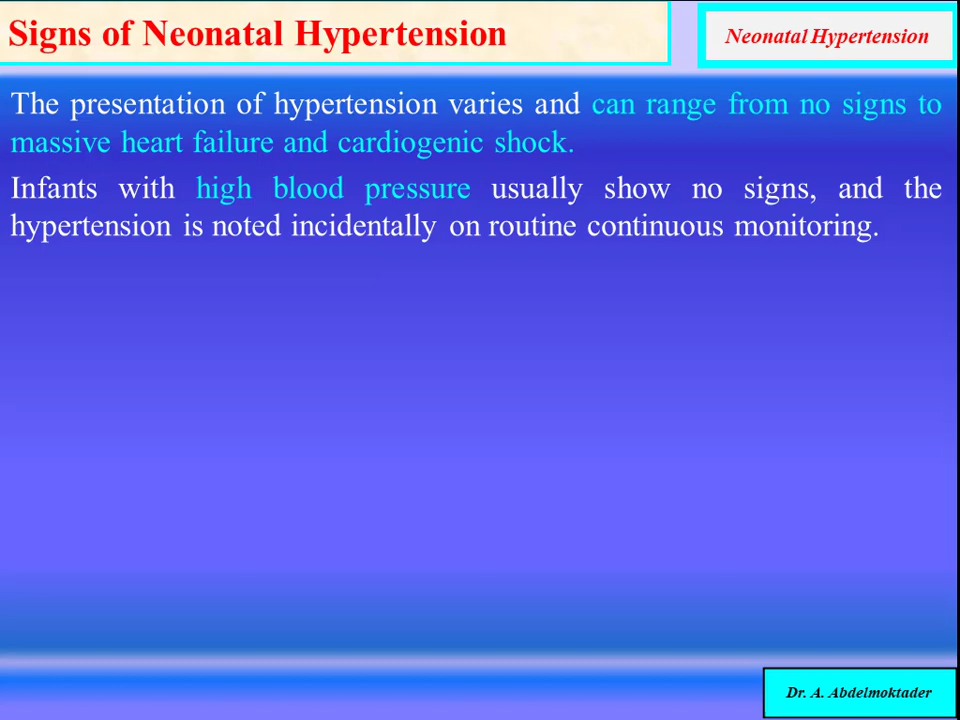 Signs of Neonatal Hypertension
Neonatal Hypertension
The presentation of hypertension varies and can range from no signs to
massive heart failure and cardiogenic shock.
Infants with high blood pressure usually show no signs, and the
hypertension is noted incidentally on routine continuous monitoring.
Dr. A. Abdelmoktader